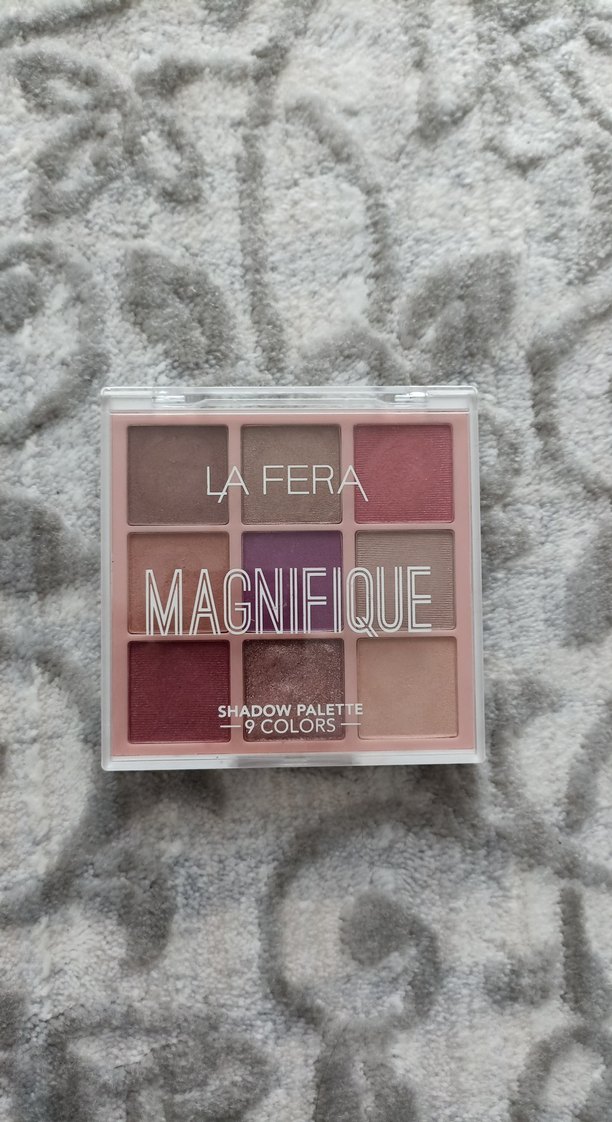 LA FERA
MAGNIFIQUE
SHADOW PALETTE
9 COLORS